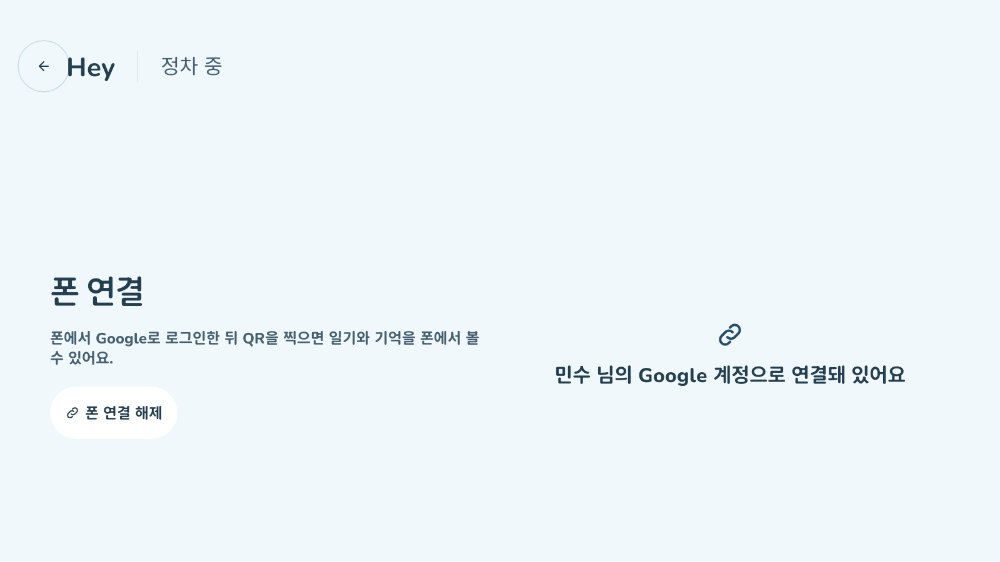 Hey
정차 중
폰 연결
폰에서 Google로 로그인한 뒤 QR을 찍으면 일기와 기억을 폰에서 볼
수 있어요.
폰 연결 해제
민수 님의 Google 계정으로 연결돼 있어요